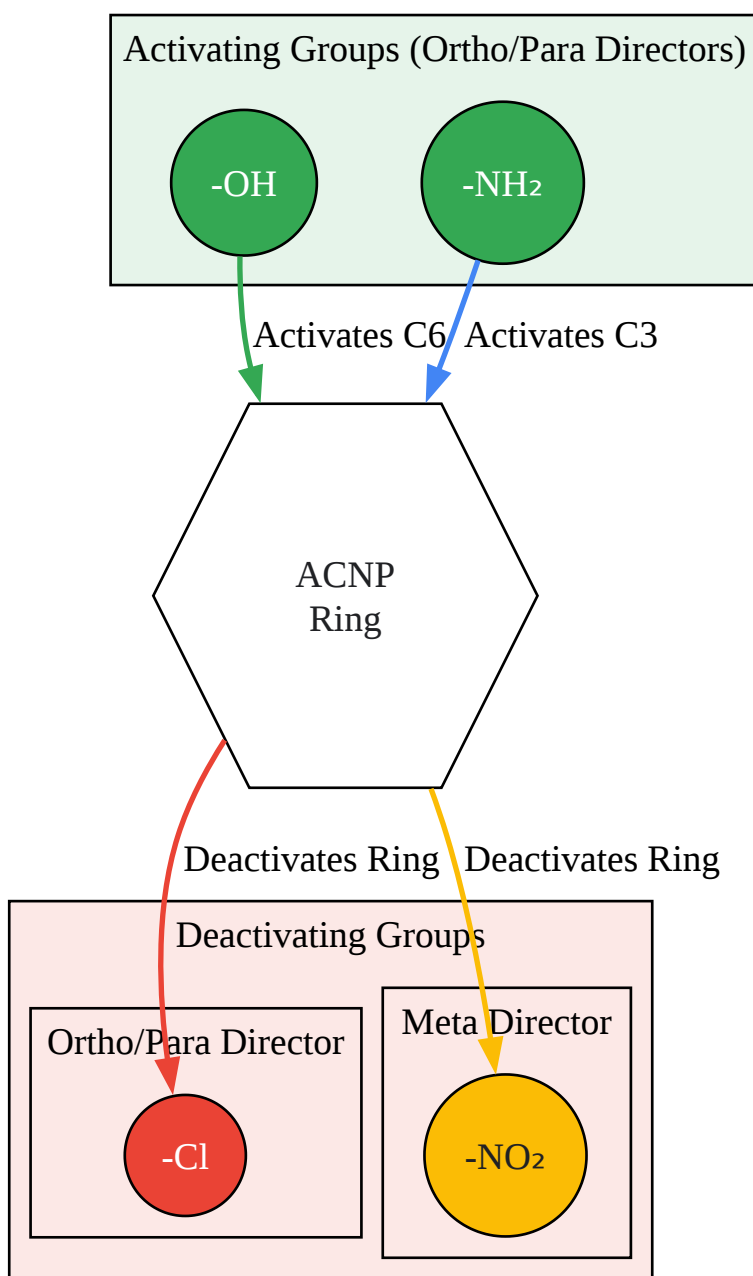 Activating Groups (Ortho/Para Directors)
-OH
-NH₂
Activates C6
Activates C3
ACNP
Ring
Deactivates Ring
Deactivates Ring
Deactivating Groups
Ortho/Para Director
Meta Director
-Cl
-NO₂